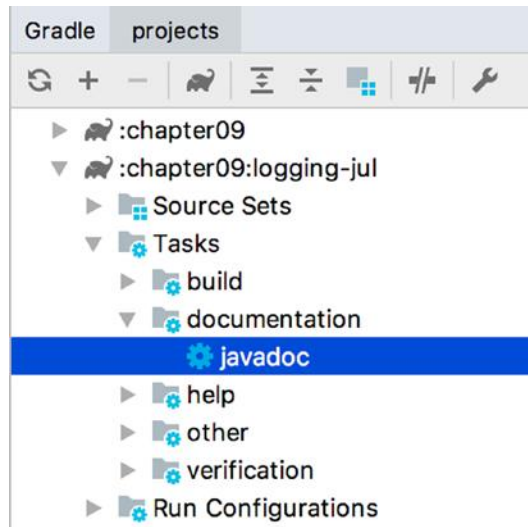 Gradle projects
:chapter09
:chapter09:logging-jul
Source Sets
Tasks
build
documentation
javadoc
help
other
verification
Run Configurations